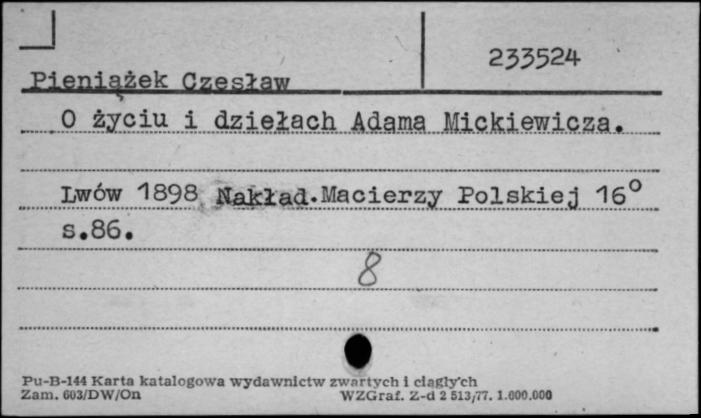 233524
Pieniążek Czesław
O życiu i dziełach Adama Mickiewicza.
Lwów 1898 Nakład.Macierzy Polskiej 16°
s.86.
8
Pu-B-144 Karta katalogowa wydawnictw zwartych i ciągłych
Zam. 603/DW/On WZGraf. Z-d 2 513/77. 1.000.000